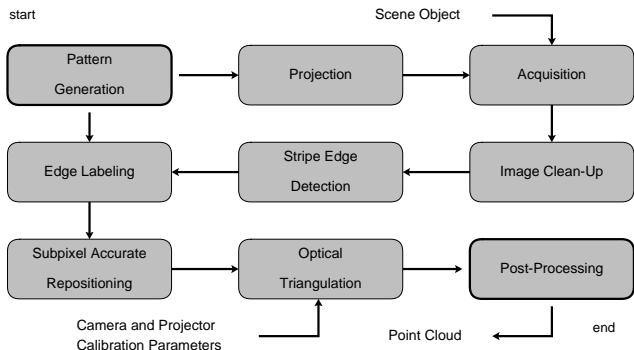 start
Scene Object
Pattern
Generation
Projection
Acquisition
Edge Labeling
Stripe Edge
Detection
Image Clean-Up
Subpixel Accurate
Repositioning
Optical
Triangulation
Post-Processing
Camera and Projector
Calibration Parameters
Point Cloud
end